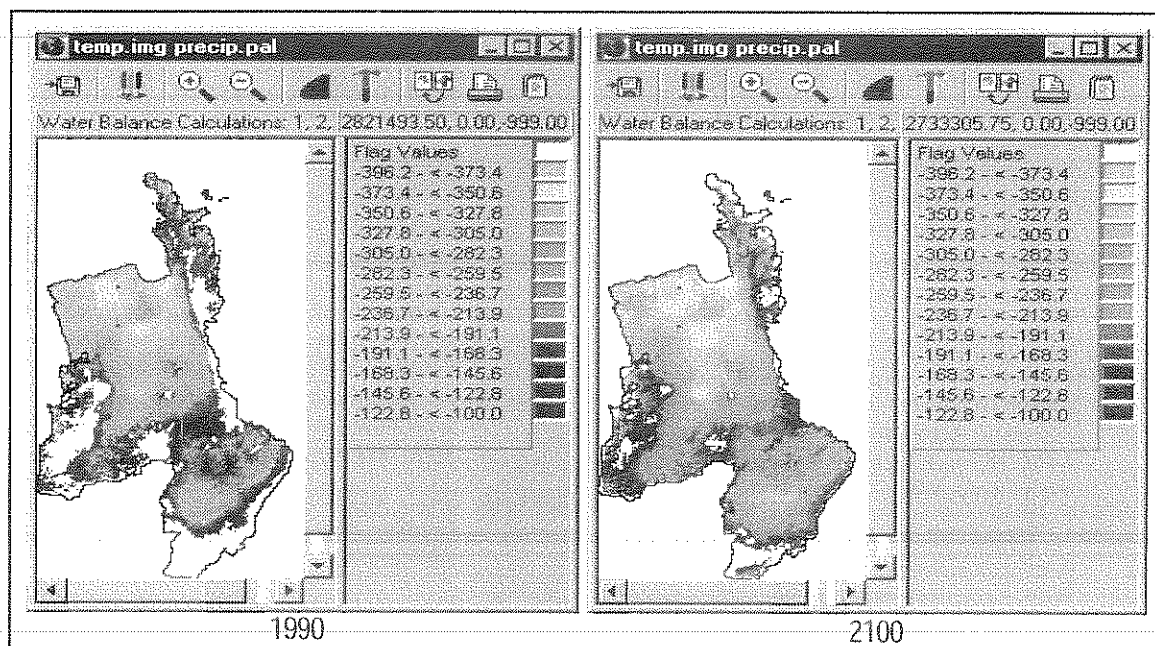 temp.img precip.pal
Water Balance Calculations: 1, 2, 2821493.50, 0.00,-999.00
Flag Values
-396.2 - < -373.4
-373.4 - < -350.6
-350.6 - < -327.8
-327.8 - < -305.0
-305.0 - < -282.3
-282.3 - < -259.5
-259.5 - < -236.7
-236.7 - < -213.9
-213.9 - < -191.1
-191.1 - < -168.3
-168.3 - < -145.6
-145.6 - < -122.8
-122.8 - < -100.0
1990
temp.img precip.pal
Water Balance Calculations: 1, 2, 2733305.75, 0.00,-999.00
Flag Values
-396.2 - < -373.4
-373.4 - < -350.6
-350.6 - < -327.8
-327.8 - < -305.0
-305.0 - < -282.3
-282.3 - < -259.5
-259.5 - < -236.7
-236.7 - < -213.9
-213.9 - < -191.1
-191.1 - < -168.3
-168.3 - < -145.6
-145.6 - < -122.8
-122.8 - < -100.0
2100